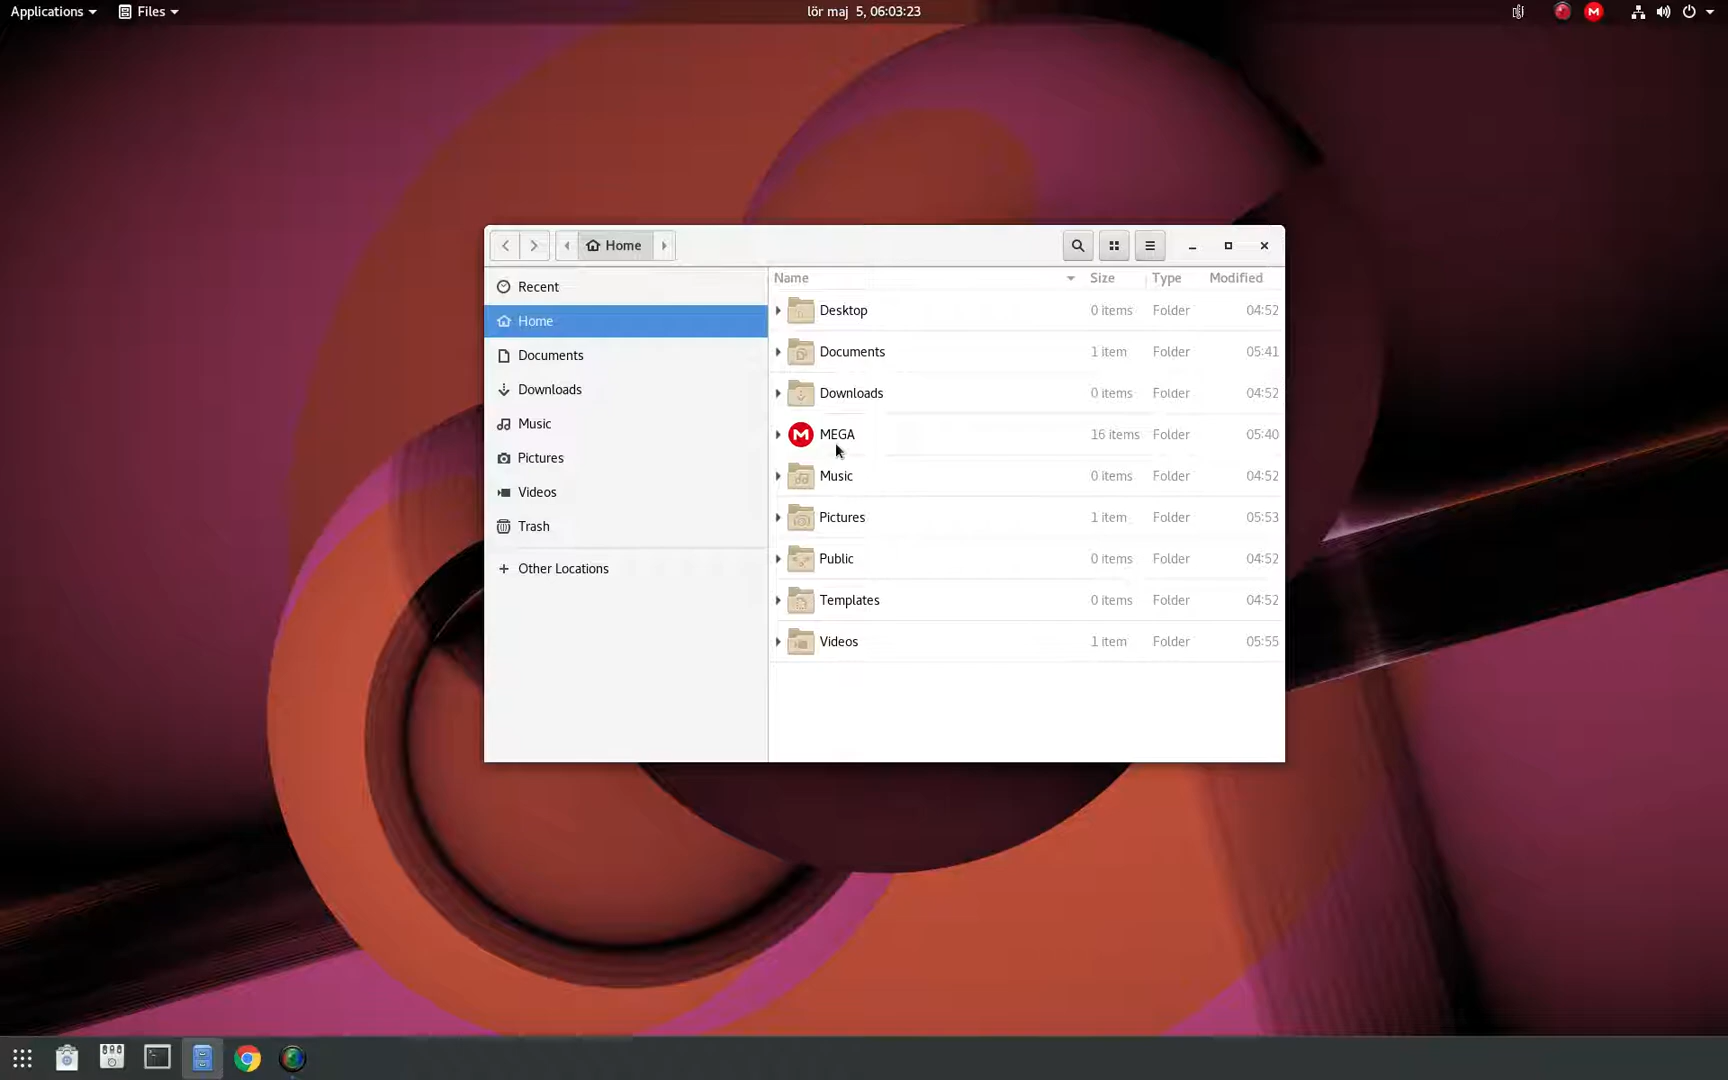 Applications Files lör maj 5, 06:03:23
Home
Name Size Type Modified
Recent
Home
Documents
Downloads
Music
Pictures
Videos
Trash
Other Locations
Desktop 0 items Folder 04:52
Documents 1 item Folder 05:41
Downloads 0 items Folder 04:52
MEGA 16 items Folder 05:40
Music 0 items Folder 04:52
Pictures 1 item Folder 05:53
Public 0 items Folder 04:52
Templates 0 items Folder 04:52
Videos 1 item Folder 05:55